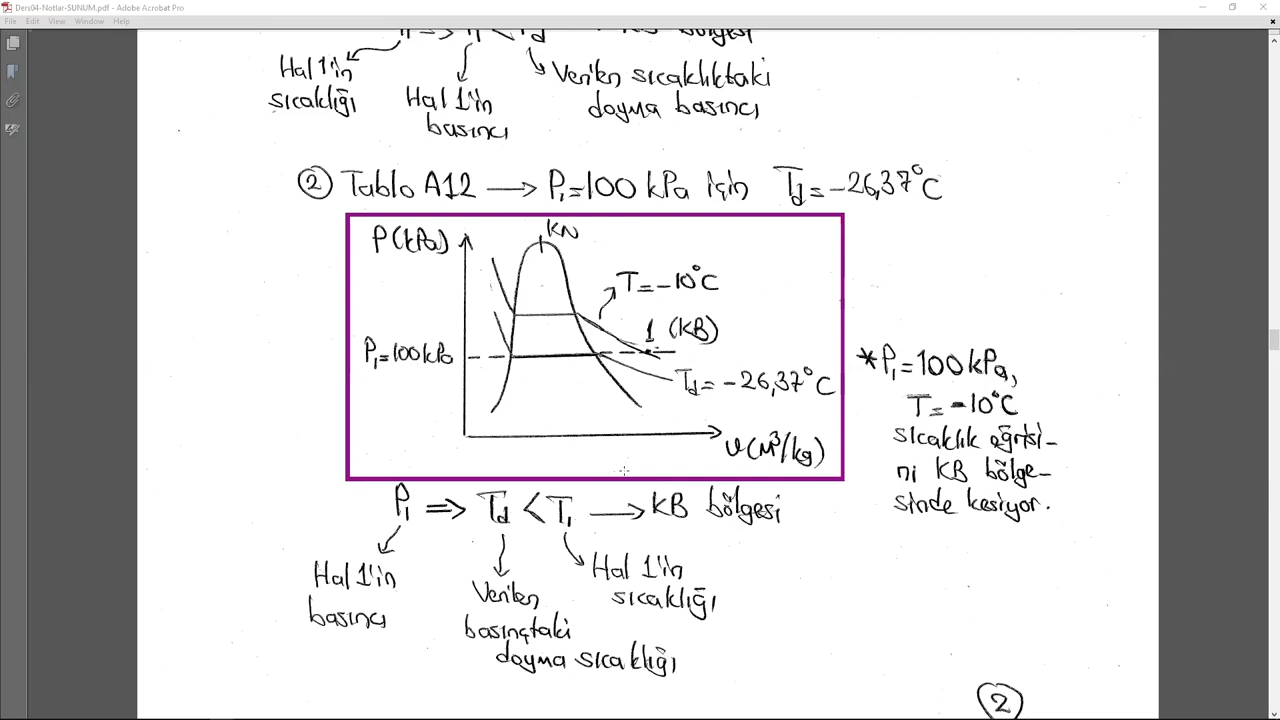 Ders04-Notlar-SUNUM.pdf - Adobe Acrobat Pro
File Edit View Window Help
bölgesi
Hal 1'in
sıcaklığı
Hal 1'in
basıncı
Verilen sıcaklıktaki
doyma basıncı
② Tablo A12 → P₁=100 kPa için Td=-26,37°C
P(kPa)
KN
T=-10°C
1 (KB)
P₁=100kPa
Td=-26,37°C
υ(m³/kg)
*P₁=100 kPa,
T=-10°C
sıcaklık eğrisi-
ni KB bölge-
sinde kesiyor.
P₁ ⇒ Td < T₁ → KB bölgesi
Hal 1'in
basıncı
Verilen
basınçtaki
doyma sıcaklığı
Hal 1'in
sıcaklığı
2